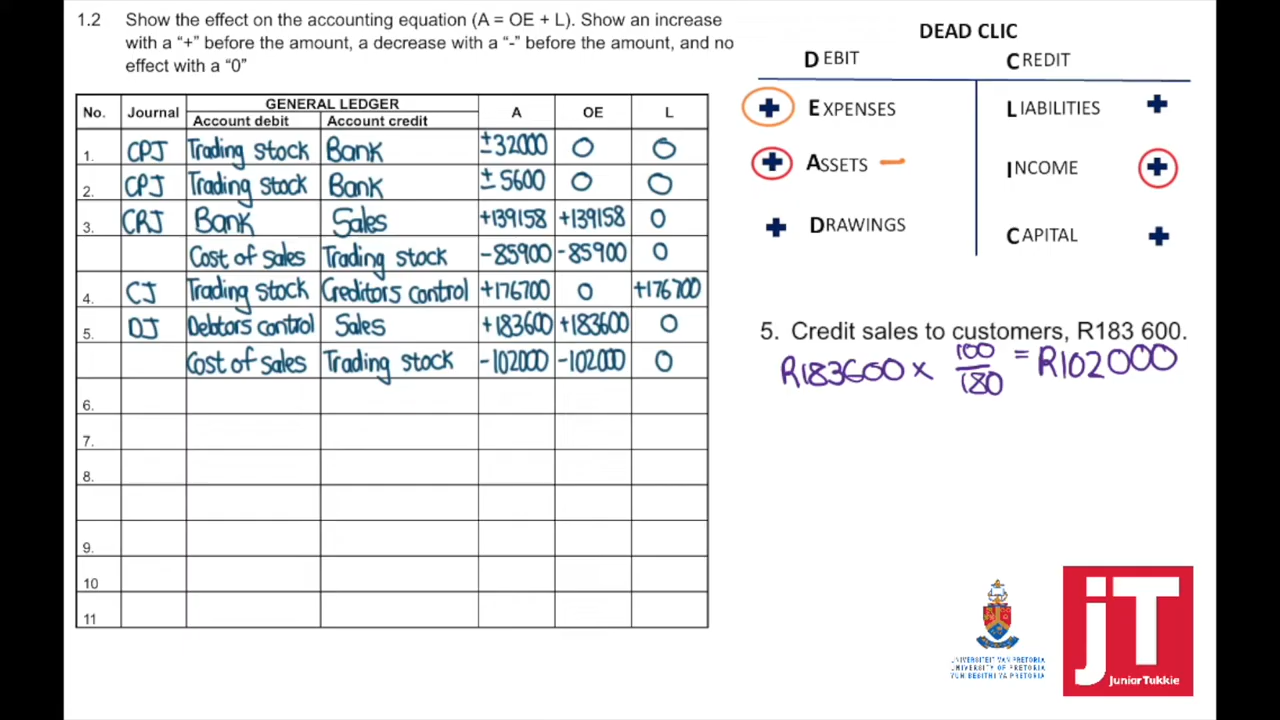 1.2 Show the effect on the accounting equation (A = OE + L). Show an increase
with a “+” before the amount, a decrease with a “-” before the amount, and no
effect with a “0”
No. Journal GENERAL LEDGER A OE L
Account debit Account credit
1. CPJ Trading stock Bank ±32000 0 0
2. CPJ Trading stock Bank ±5600 0 0
3. CRJ Bank Sales +139158 +139158 0
Cost of sales Trading stock -85900 -85900 0
4. CJ Trading stock Creditors control +176700 0 +176700
5. DJ Debtors control Sales +183600 +183600 0
Cost of sales Trading stock -102000 -102000 0
6.
7.
8.
9.
10
11
DEAD CLIC
DEBIT CREDIT
+ EXPENSES LIABILITIES +
+ ASSETS - INCOME +
+ DRAWINGS CAPITAL +
5. Credit sales to customers, R183 600.
R183600 × 100/180 = R102000
UNIVERSITEIT VAN PRETORIA
UNIVERSITY OF PRETORIA
YUNIBESITHI YA PRETORIA
jT
JuniorTukkie